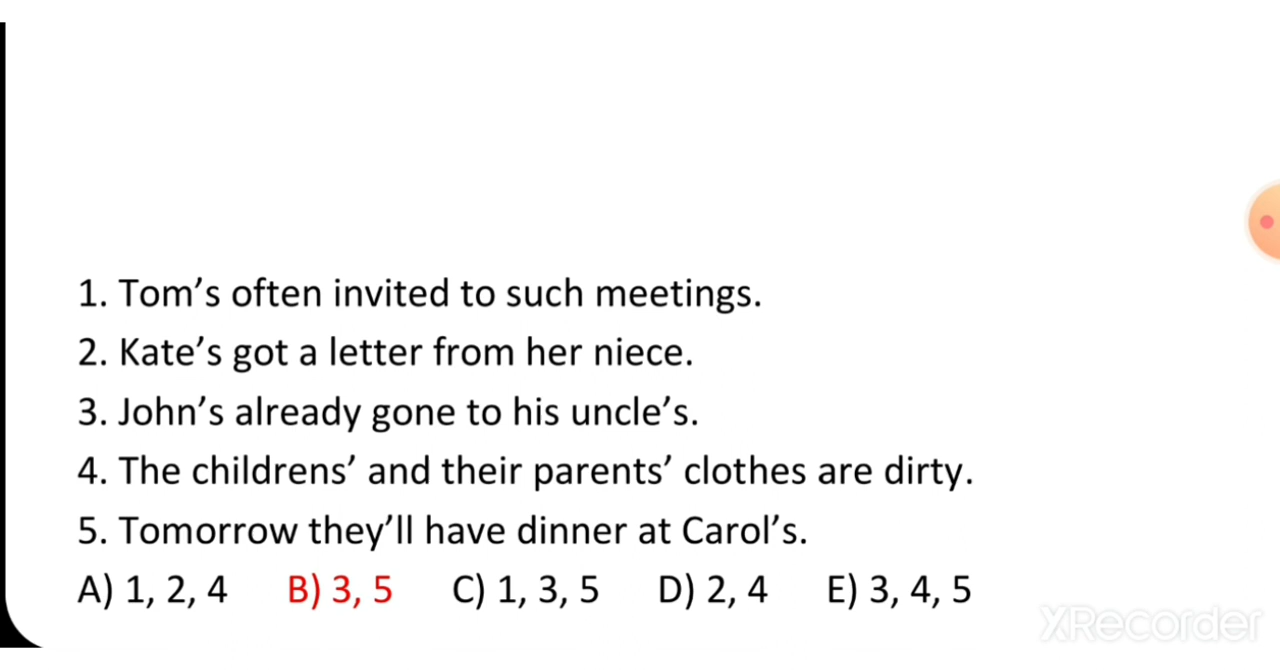 1. Tom’s often invited to such meetings.
2. Kate’s got a letter from her niece.
3. John’s already gone to his uncle’s.
4. The childrens’ and their parents’ clothes are dirty.
5. Tomorrow they’ll have dinner at Carol’s.
A) 1, 2, 4 B) 3, 5 C) 1, 3, 5 D) 2, 4 E) 3, 4, 5
XRecorder